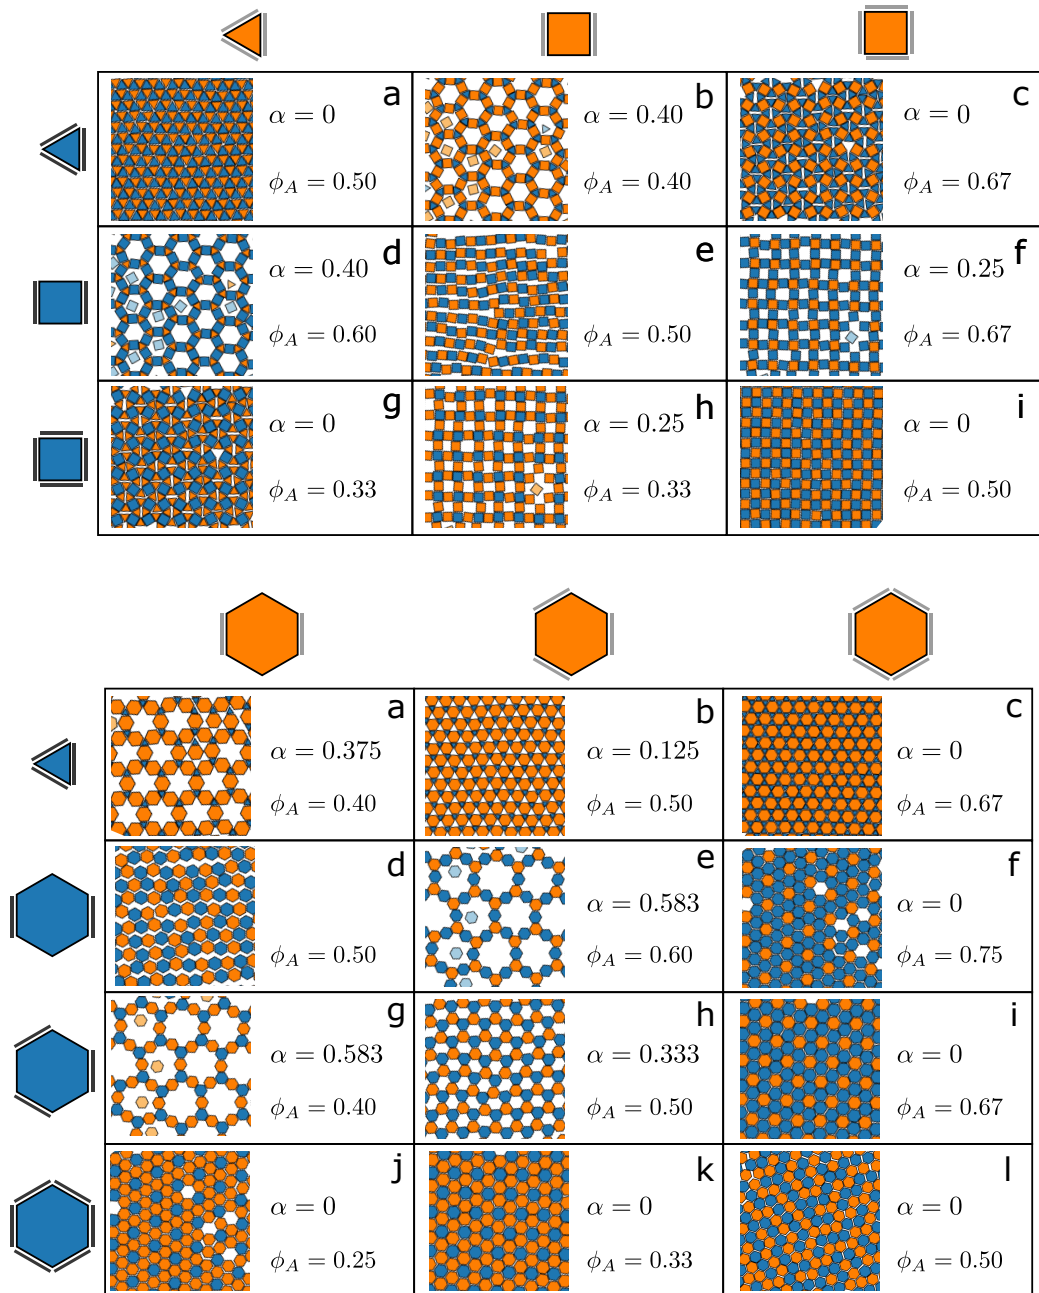 a
α = 0
ϕ_A = 0.50
b
α = 0.40
ϕ_A = 0.40
c
α = 0
ϕ_A = 0.67
d
α = 0.40
ϕ_A = 0.60
e
ϕ_A = 0.50
f
α = 0.25
ϕ_A = 0.67
g
α = 0
ϕ_A = 0.33
h
α = 0.25
ϕ_A = 0.33
i
α = 0
ϕ_A = 0.50
a
α = 0.375
ϕ_A = 0.40
b
α = 0.125
ϕ_A = 0.50
c
α = 0
ϕ_A = 0.67
d
ϕ_A = 0.50
e
α = 0.583
ϕ_A = 0.60
f
α = 0
ϕ_A = 0.75
g
α = 0.583
ϕ_A = 0.40
h
α = 0.333
ϕ_A = 0.50
i
α = 0
ϕ_A = 0.67
j
α = 0
ϕ_A = 0.25
k
α = 0
ϕ_A = 0.33
l
α = 0
ϕ_A = 0.50